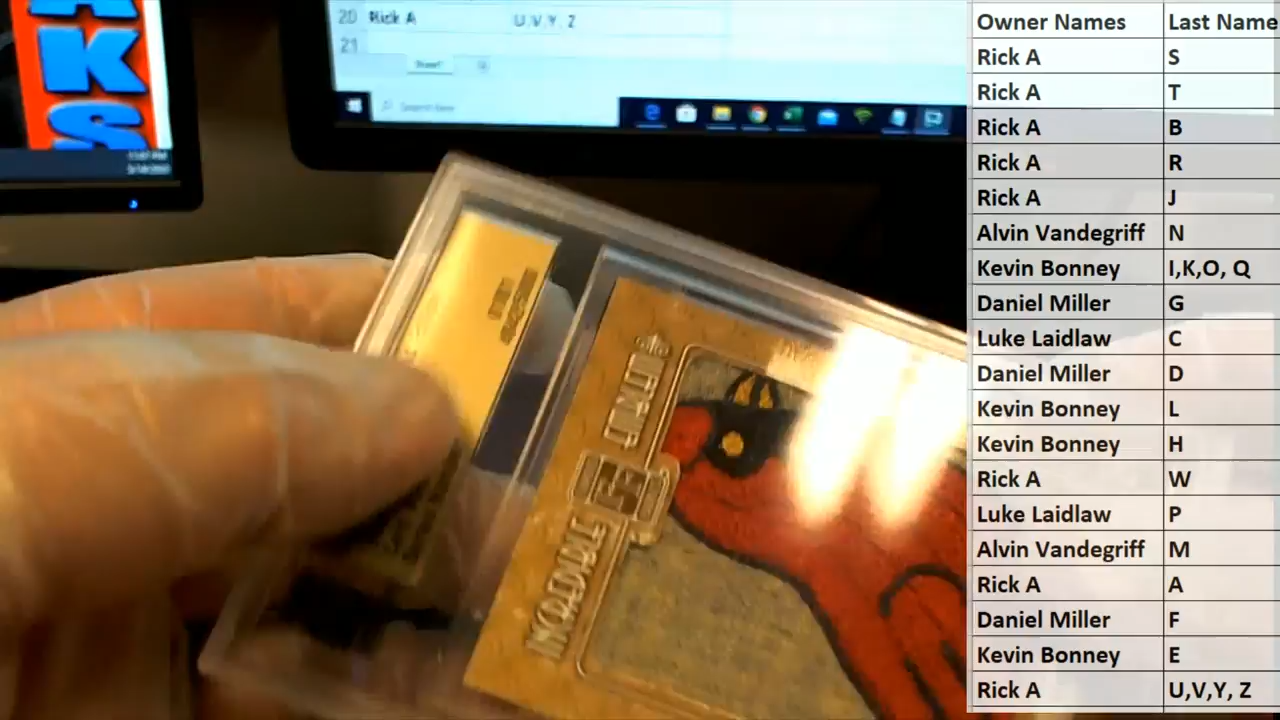 AKS
20 Rick A U,V,Y, Z
21
Owner Names Last Name
Rick A S
Rick A T
Rick A B
Rick A R
Rick A J
Alvin Vandegriff N
Kevin Bonney I,K,O, Q
Daniel Miller G
Luke Laidlaw C
Daniel Miller D
Kevin Bonney L
Kevin Bonney H
Rick A W
Luke Laidlaw P
Alvin Vandegriff M
Rick A A
Daniel Miller F
Kevin Bonney E
Rick A U,V,Y, Z